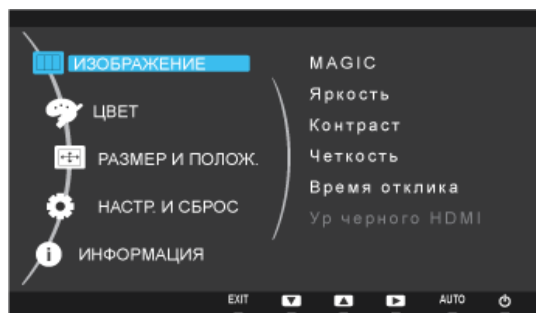 ИЗОБРАЖЕНИЕ
ЦВЕТ
РАЗМЕР И ПОЛОЖ.
НАСТР. И СБРОС
ИНФОРМАЦИЯ
MAGIC
Яркость
Контраст
Четкость
Время отклика
Ур черного HDMI
EXIT AUTO